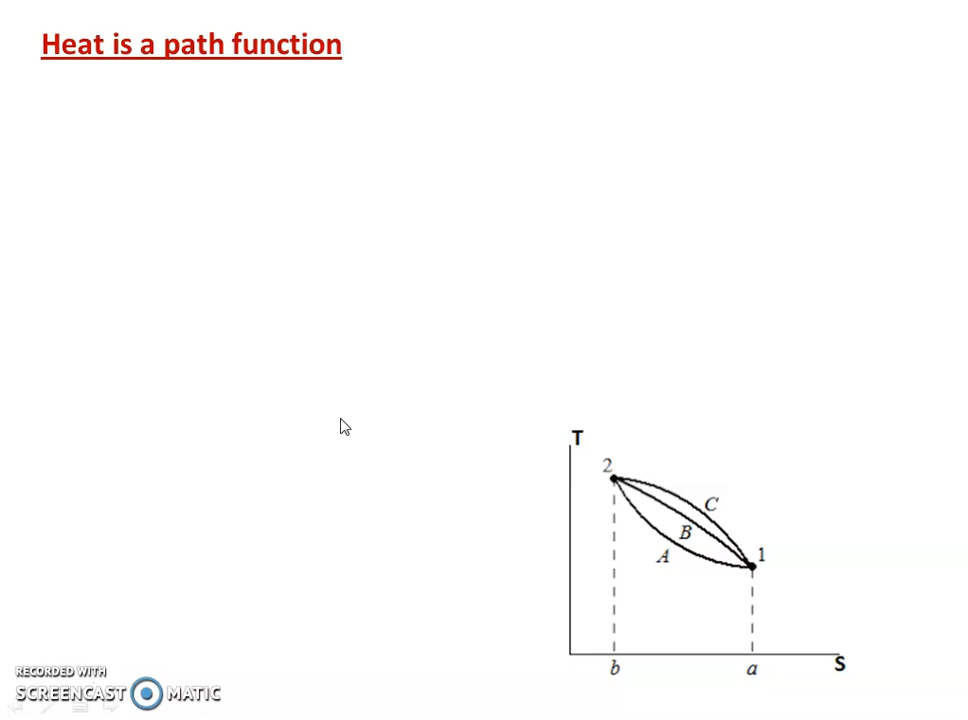 Heat is a path function
T
2
C
B
A
1
b
a
S
RECORDED WITH
SCREENCAST MATIC